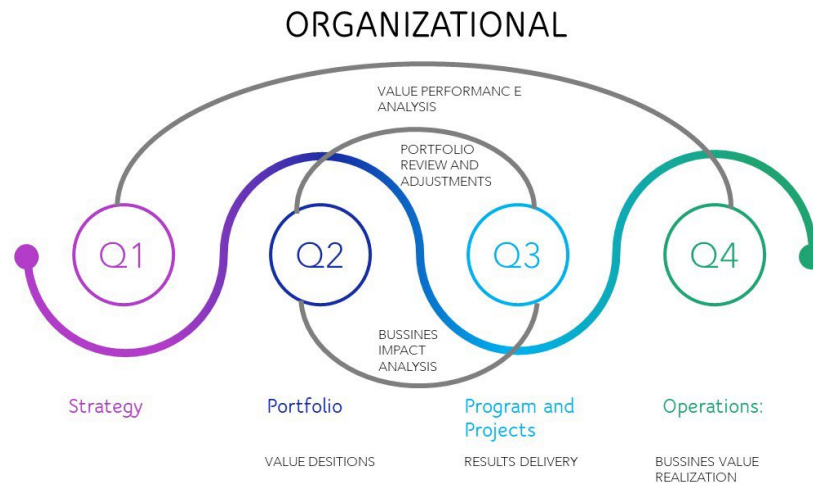 ORGANIZATIONAL
VALUE PERFORMANC E
ANALYSIS
PORTFOLIO
REVIEW AND
ADJUSTMENTS
Q1
Q2
Q3
Q4
BUSSINES
IMPACT
ANALYSIS
Strategy
Portfolio
Program and
Projects
Operations:
VALUE DESITIONS
RESULTS DELIVERY
BUSSINES VALUE
REALIZATION